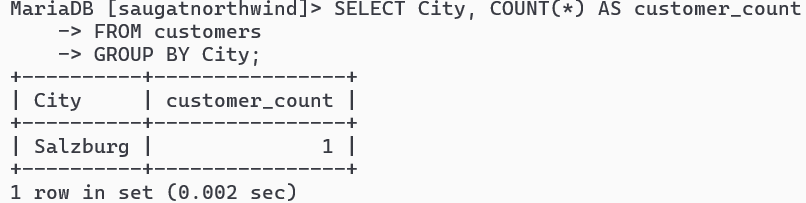 MariaDB [saugatnorthwind]> SELECT City, COUNT(*) AS customer_count
    -> FROM customers
    -> GROUP BY City;
+----------+----------------+
| City     | customer_count |
+----------+----------------+
| Salzburg |              1 |
+----------+----------------+
1 row in set (0.002 sec)